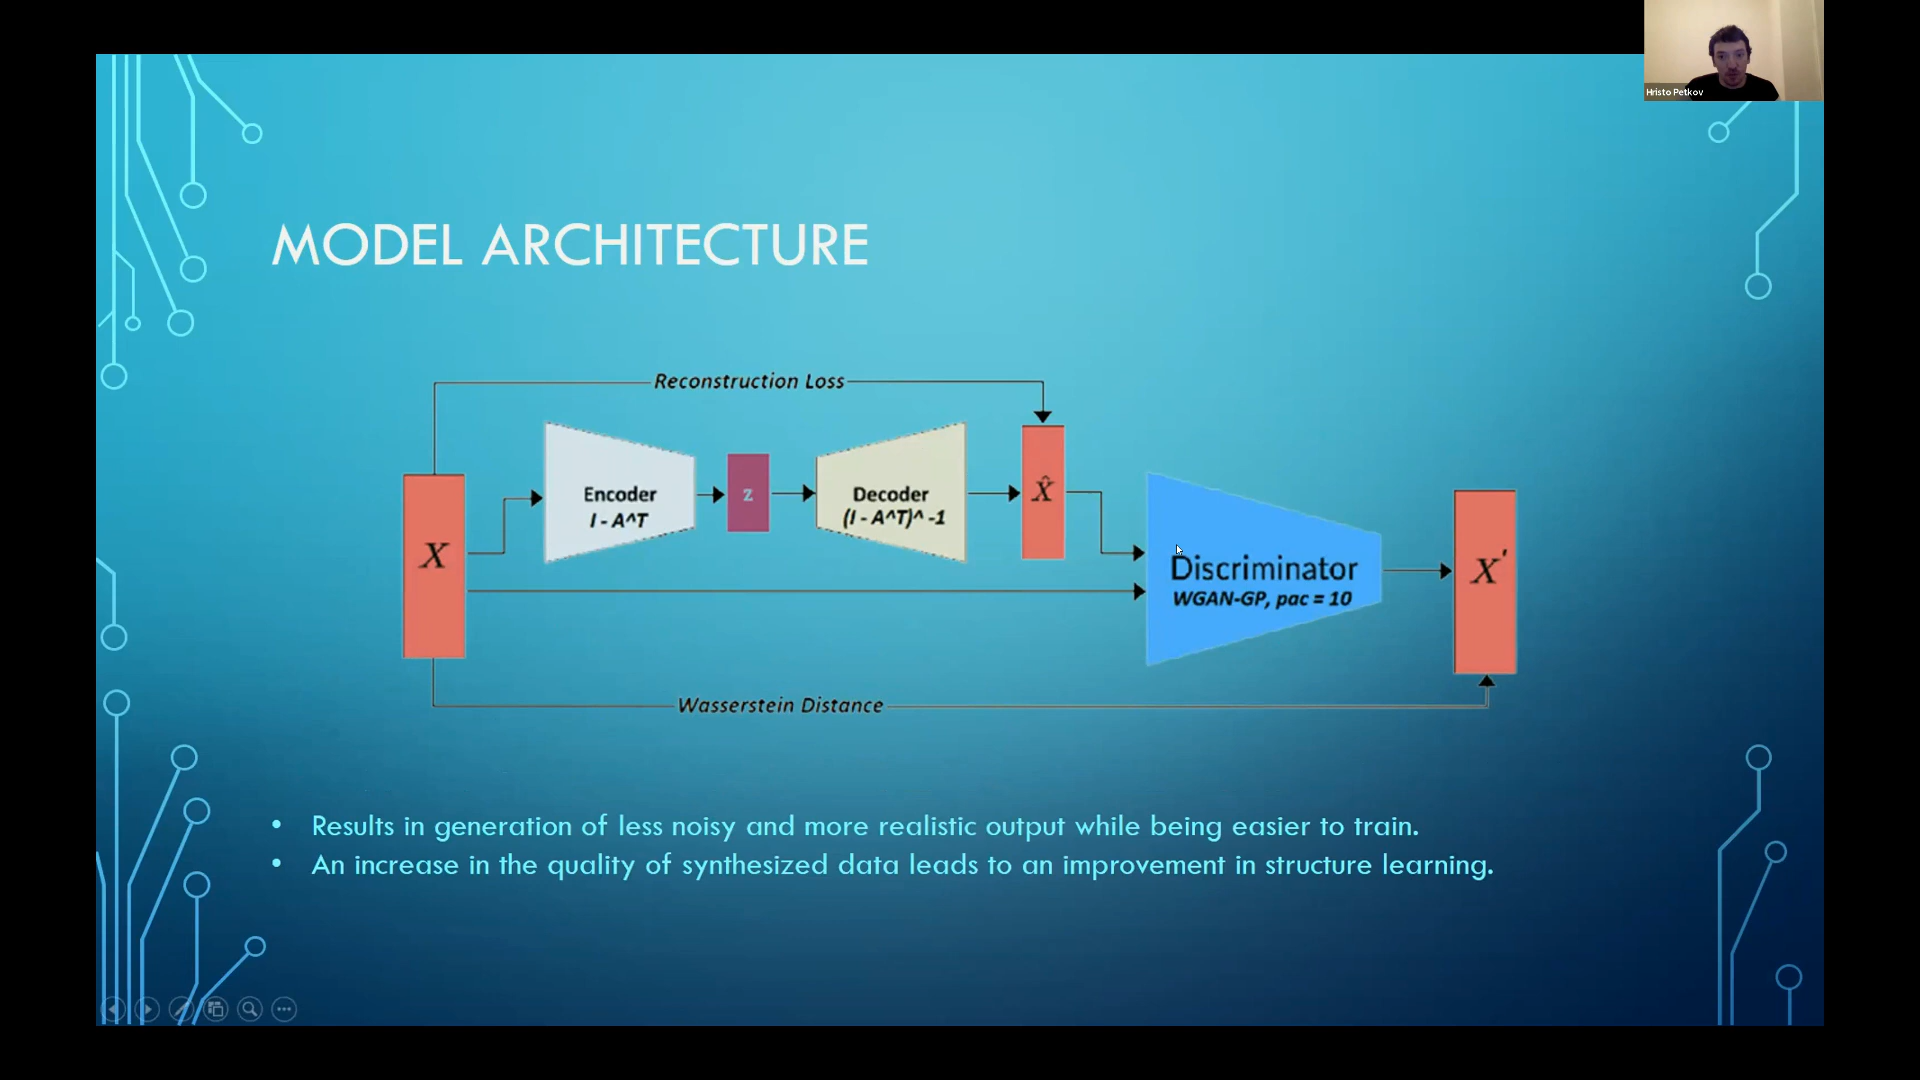 Hristo Petkov
MODEL ARCHITECTURE
Reconstruction Loss
Encoder
I - A^T
z
Decoder
(I - A^T)^ -1
X̂
X
Discriminator
WGAN-GP, pac = 10
X'
Wasserstein Distance
• Results in generation of less noisy and more realistic output while being easier to train.
• An increase in the quality of synthesized data leads to an improvement in structure learning.